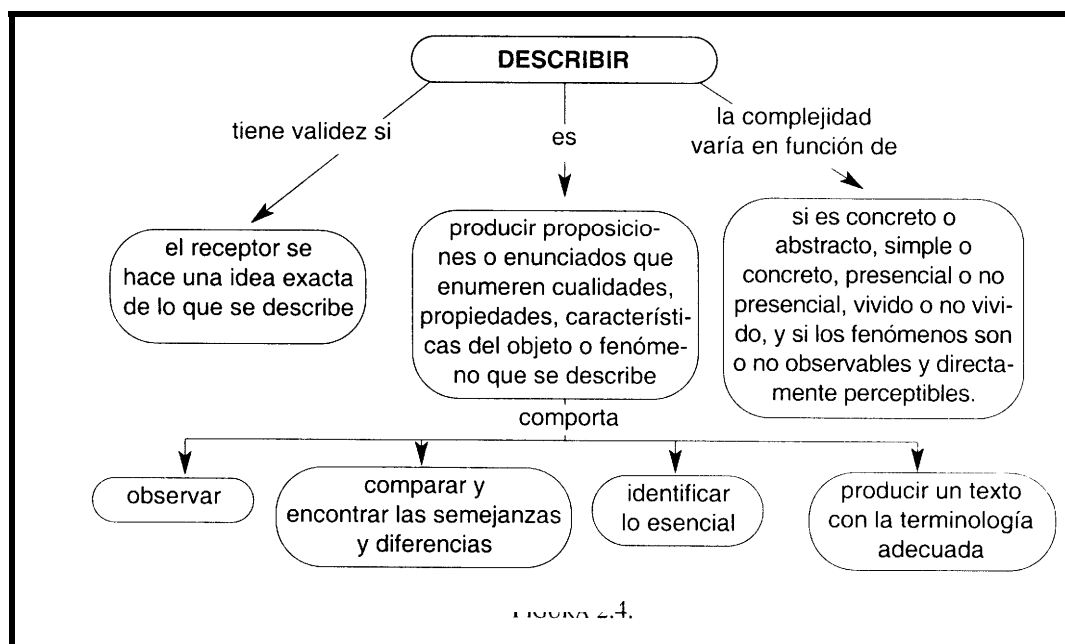 DESCRIBIR
tiene validez si
es
la complejidad
varía en función de
el receptor se
hace una idea exacta
de lo que se describe
producir proposicio-
nes o enunciados que
enumeren cualidades,
propiedades, característi-
cas del objeto o fenóme-
no que se describe
si es concreto o
abstracto, simple o
concreto, presencial o no
presencial, vivido o no vivi-
do, y si los fenómenos son
o no observables y directa-
mente perceptibles.
comporta
observar
comparar y
encontrar las semejanzas
y diferencias
identificar
lo esencial
producir un texto
con la terminología
adecuada
FIGURA 2.4.